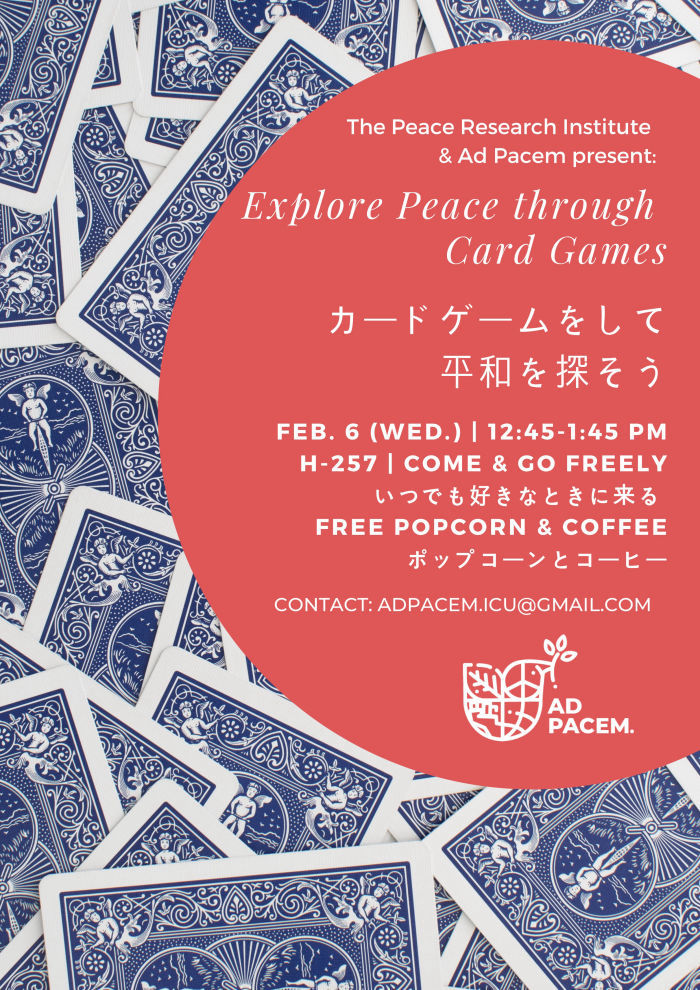 The Peace Research Institute
& Ad Pacem present:
Explore Peace through
Card Games
カードゲームをして
平和を探そう
FEB. 6 (WED.) | 12:45-1:45 PM
H-257 | COME & GO FREELY
いつでも好きなときに来る
FREE POPCORN & COFFEE
ポップコーンとコーヒー
CONTACT: ADPACEM.ICU@GMAIL.COM
AD
PACEM.